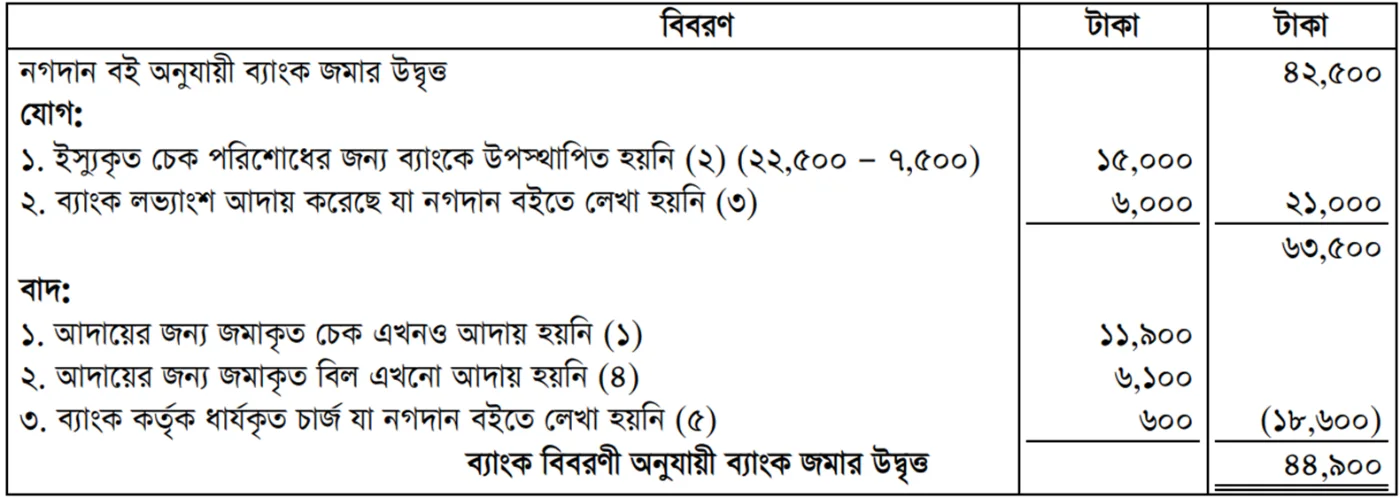 বিবরণ টাকা টাকা
নগদান বই অনুযায়ী ব্যাংক জমার উদ্বৃত্ত ৪২,৫০০
যোগ:
১. ইস্যুকৃত চেক পরিশোধের জন্য ব্যাংকে উপস্থাপিত হয়নি (২) (২২,৫০০ – ৭,৫০০) ১৫,০০০
২. ব্যাংক লভ্যাংশ আদায় করেছে যা নগদান বইতে লেখা হয়নি (৩) ৬,০০০ ২১,০০০
৬৩,৫০০
বাদ:
১. আদায়ের জন্য জমাকৃত চেক এখনও আদায় হয়নি (১) ১১,৯০০
২. আদায়ের জন্য জমাকৃত বিল এখনো আদায় হয়নি (৪) ৬,১০০
৩. ব্যাংক কর্তৃক ধার্যকৃত চার্জ যা নগদান বইতে লেখা হয়নি (৫) ৬০০ (১৮,৬০০)
ব্যাংক বিবরণী অনুযায়ী ব্যাংক জমার উদ্বৃত্ত ৪৪,৯০০